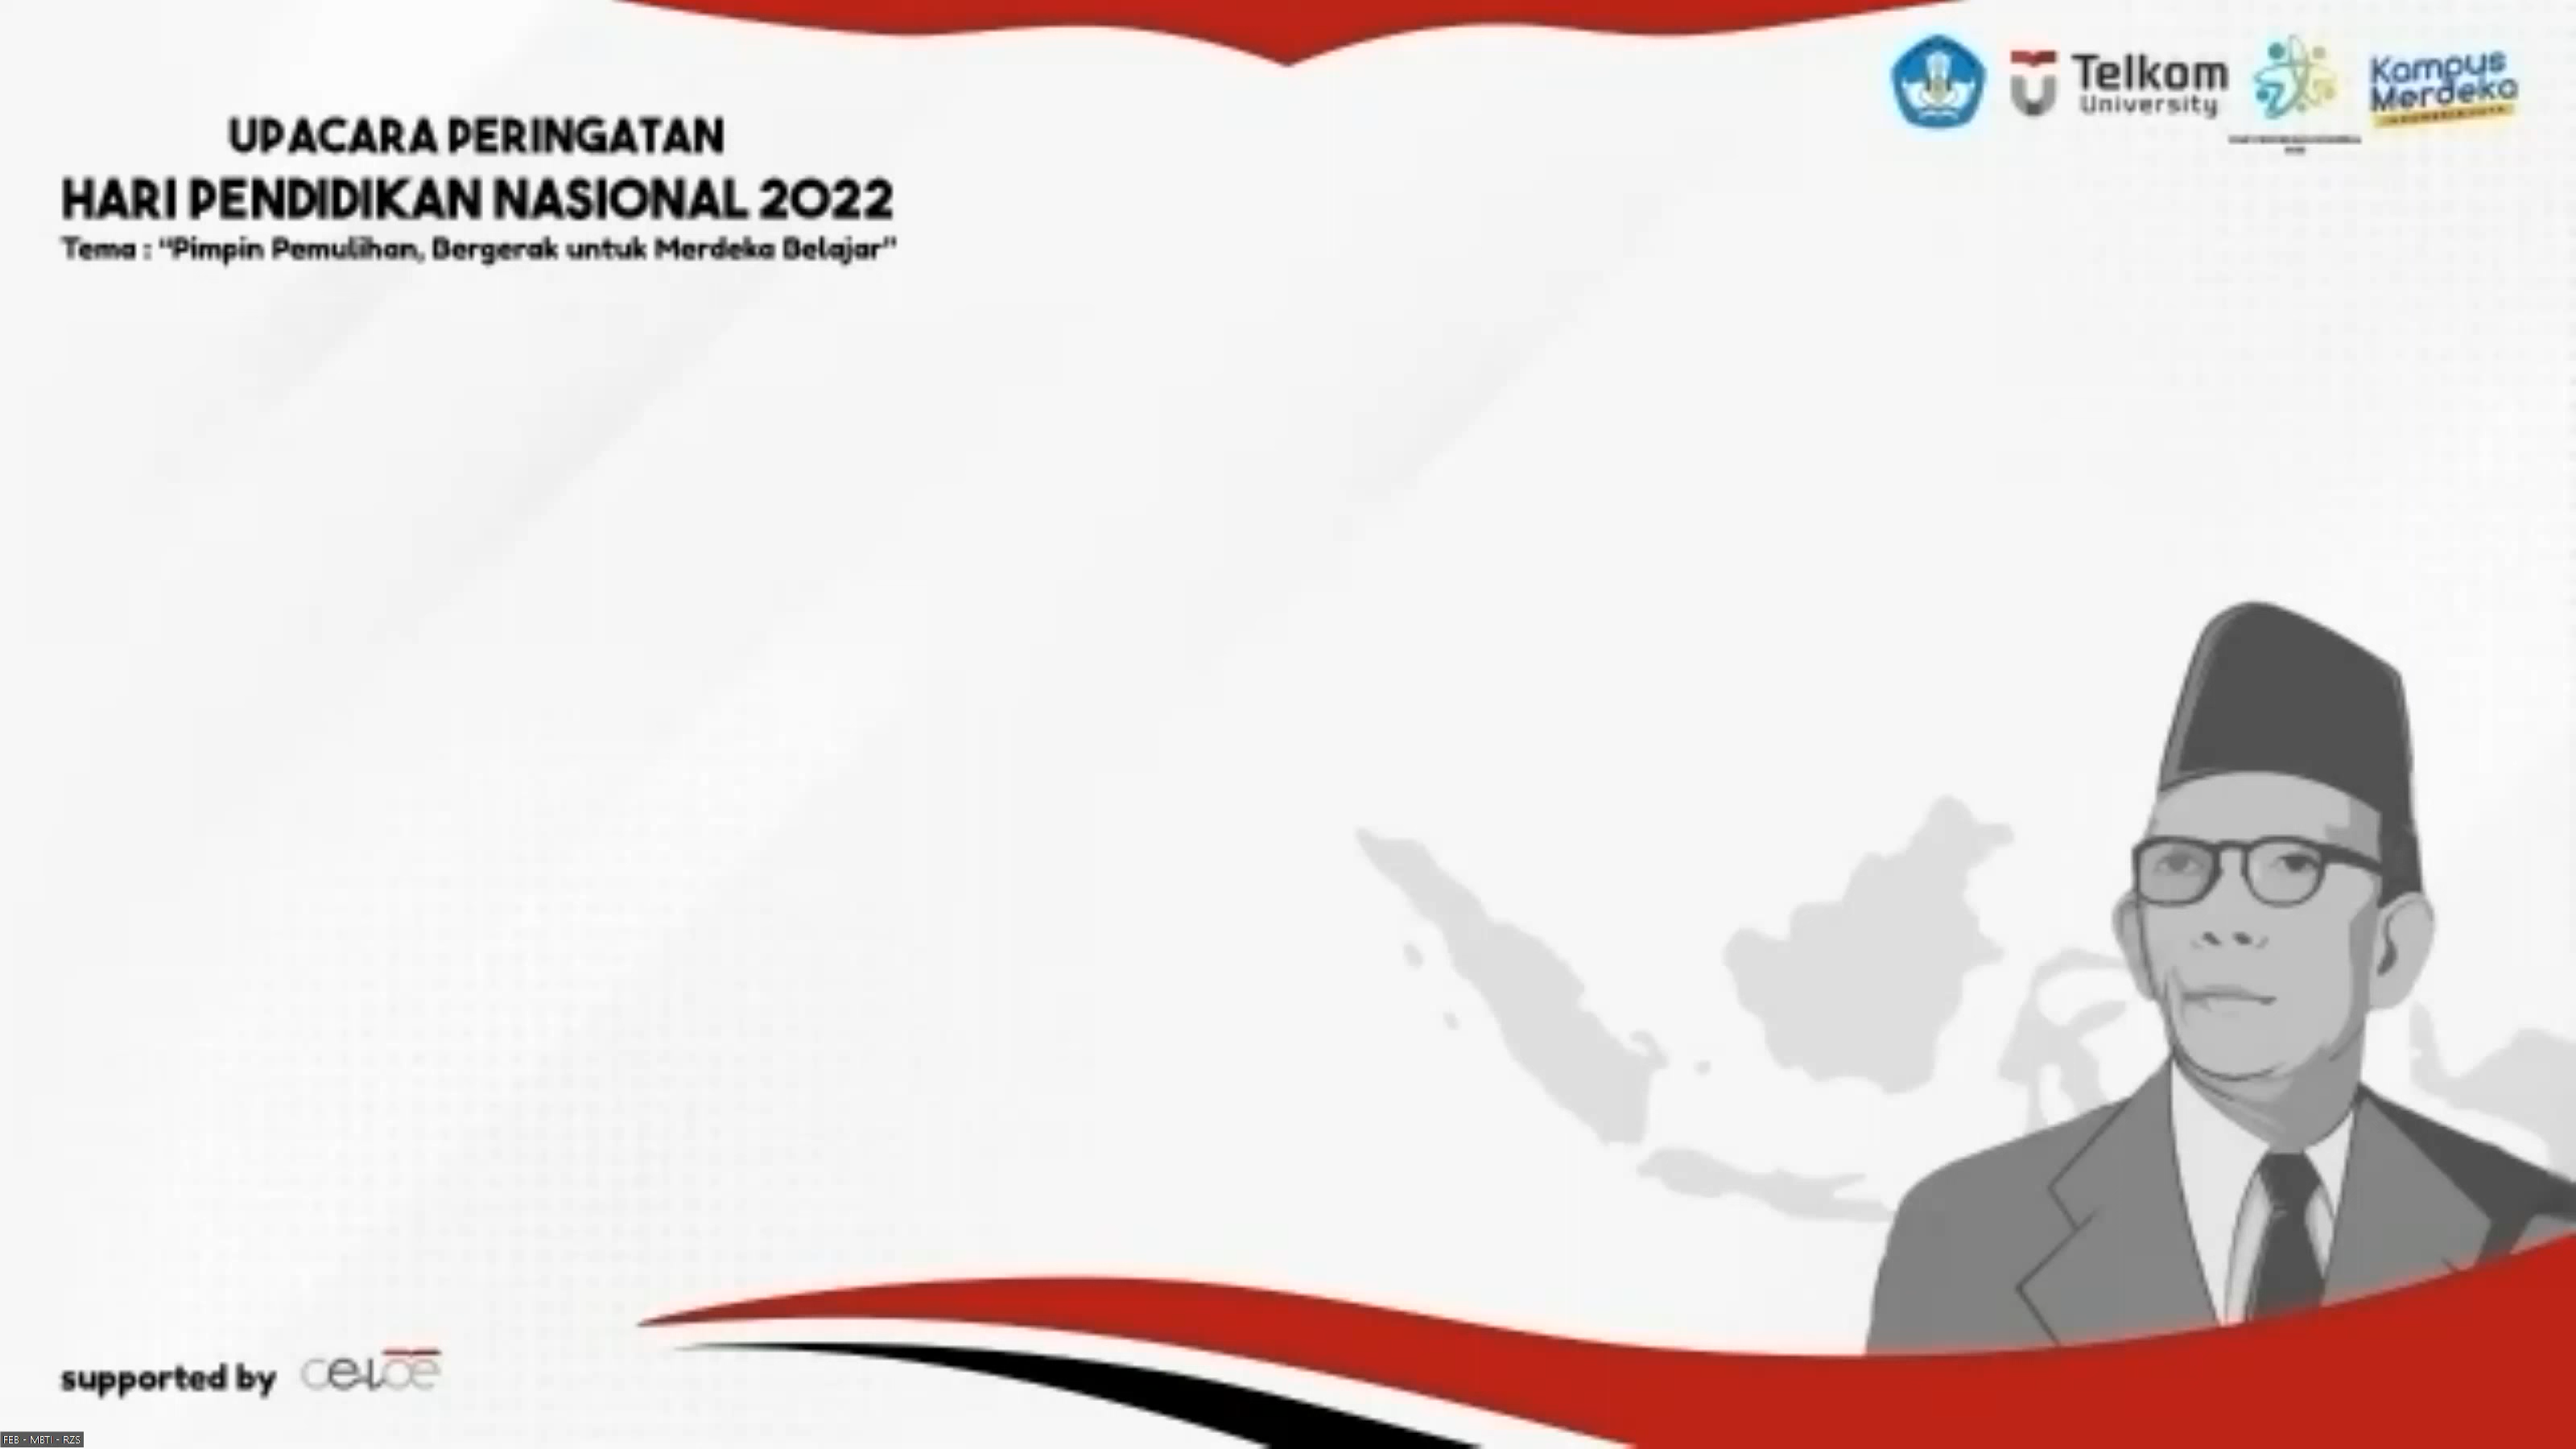 UPACARA PERINGATAN
HARI PENDIDIKAN NASIONAL 2022
Tema : "Pimpin Pemulihan, Bergerak untuk Merdeka Belajar"
Telkom
University
Kampus
Merdeka
supported by celoe
FEB - MBTI - RZS